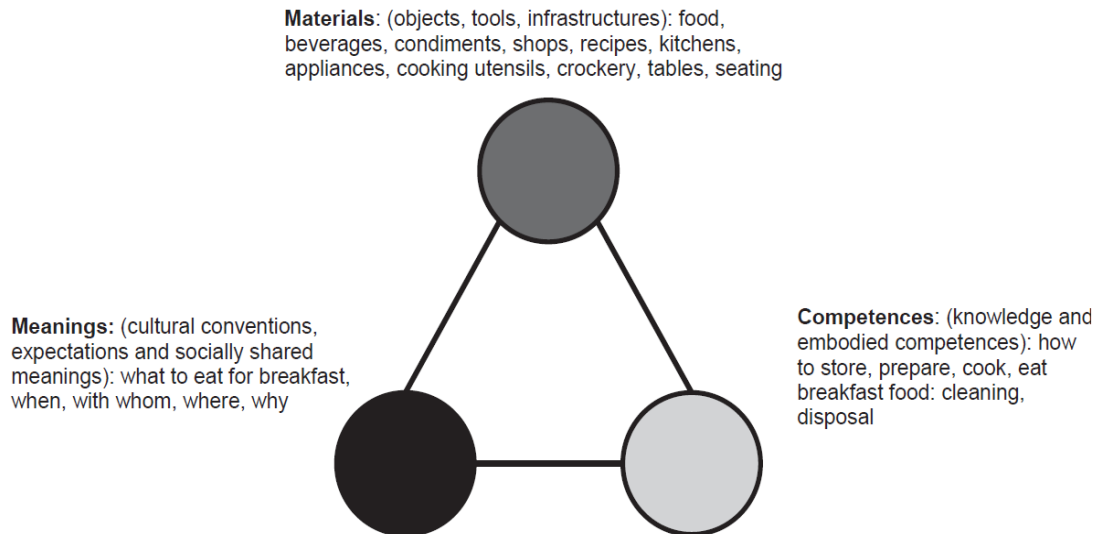 Materials: (objects, tools, infrastructures): food,
beverages, condiments, shops, recipes, kitchens,
appliances, cooking utensils, crockery, tables, seating
Meanings: (cultural conventions,
expectations and socially shared
meanings): what to eat for breakfast,
when, with whom, where, why
Competences: (knowledge and
embodied competences): how
to store, prepare, cook, eat
breakfast food: cleaning,
disposal